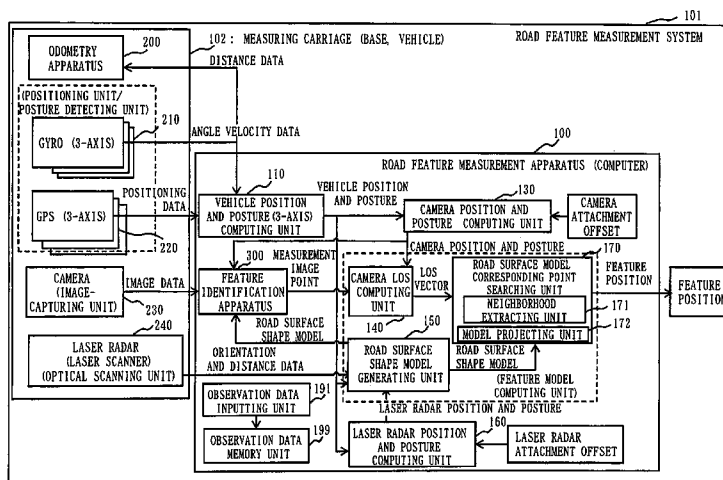 101
102: MEASURING CARRIAGE (BASE, VEHICLE)
ROAD FEATURE MEASUREMENT SYSTEM
200
ODOMETRY
APPARATUS
DISTANCE DATA
(POSITIONING UNIT/
POSTURE DETECTING UNIT)
210
GYRO (3-AXIS)
ANGLE VELOCITY DATA
100
ROAD FEATURE MEASUREMENT APPARATUS (COMPUTER)
GPS (3-AXIS)
220
POSITIONING
DATA
110
VEHICLE POSITION
AND POSTURE (3-AXIS)
COMPUTING UNIT
VEHICLE POSITION
AND POSTURE
130
CAMERA POSITION AND
POSTURE COMPUTING UNIT
CAMERA
ATTACHMENT
OFFSET
CAMERA POSITION AND POSTURE
170
300
MEASUREMENT
IMAGE
POINT
CAMERA
(IMAGE-
CAPTURING UNIT)
230
IMAGE DATA
FEATURE
IDENTIFICATION
APPARATUS
CAMERA LOS
COMPUTING
UNIT
140
LOS
VECTOR
ROAD SURFACE MODEL
CORRESPONDING POINT
SEARCHING UNIT
NEIGHBORHOOD
EXTRACTING UNIT
171
MODEL PROJECTING UNIT
172
FEATURE
POSITION
FEATURE
POSITION
240
LASER RADAR
(LASER SCANNER)
(OPTICAL SCANNING UNIT)
ROAD SURFACE
SHAPE MODEL
ORIENTATION
AND DISTANCE DATA
150
ROAD SURFACE
SHAPE MODEL
GENERATING UNIT
ROAD SURFACE
SHAPE MODEL
(FEATURE MODEL
COMPUTING UNIT)
OBSERVATION DATA
INPUTTING UNIT
191
OBSERVATION DATA
MEMORY UNIT
199
LASER RADAR POSITION AND POSTURE
160
LASER RADAR POSITION
AND POSTURE
COMPUTING UNIT
LASER RADAR
ATTACHMENT OFFSET